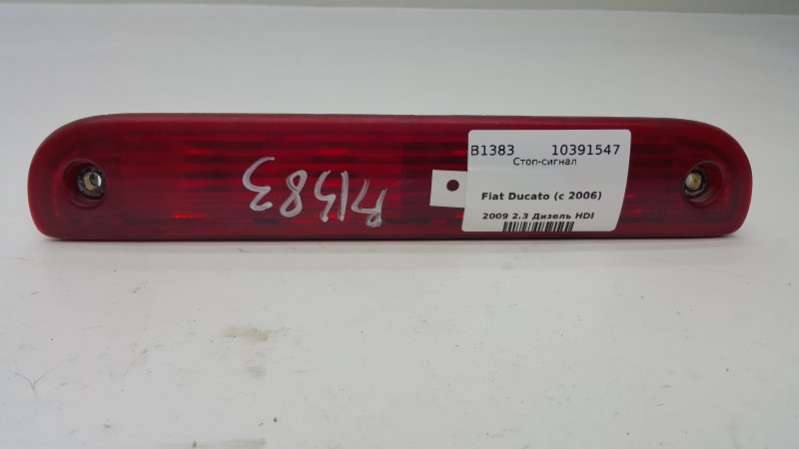 B1383
B1383 10391547
Стоп-сигнал
Fiat Ducato (с 2006)
2009 2.3 Дизель HDI